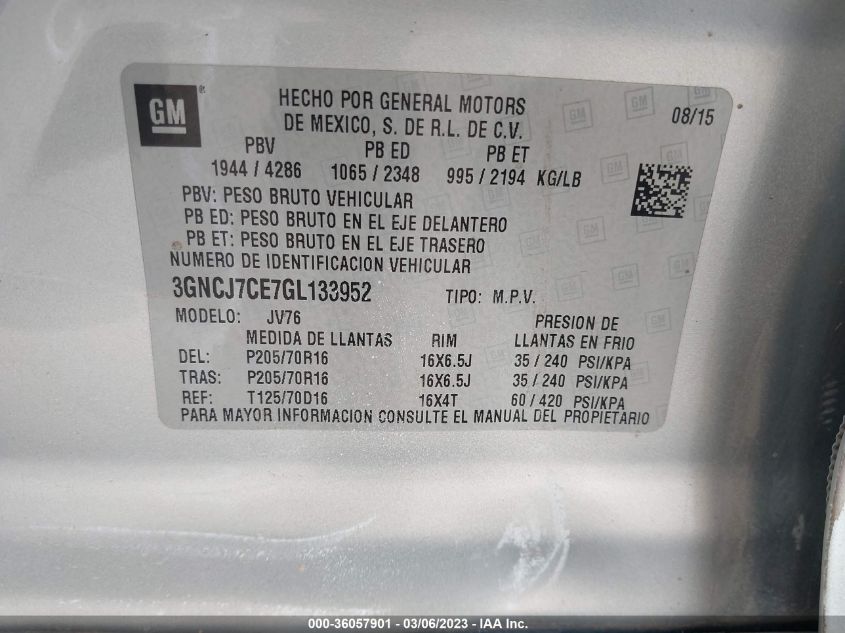 GM ®
HECHO POR GENERAL MOTORS
DE MEXICO, S. DE R.L. DE C.V.
08/15
PBV PB ED PB ET
1944 / 4286 1065 / 2348 995 / 2194 KG/LB
PBV: PESO BRUTO VEHICULAR
PB ED: PESO BRUTO EN EL EJE DELANTERO
PB ET: PESO BRUTO EN EL EJE TRASERO
NUMERO DE IDENTIFICACION VEHICULAR
3GNCJ7CE7GL133952 TIPO: M.P.V.
MODELO: JV76 PRESION DE
MEDIDA DE LLANTAS RIM LLANTAS EN FRIO
DEL: P205/70R16 16X6.5J 35 / 240 PSI/KPA
TRAS: P205/70R16 16X6.5J 35 / 240 PSI/KPA
REF: T125/70D16 16X4T 60 / 420 PSI/KPA
PARA MAYOR INFORMACION CONSULTE EL MANUAL DEL PROPIETARIO
000-36057901 - 03/06/2023 - IAA Inc.